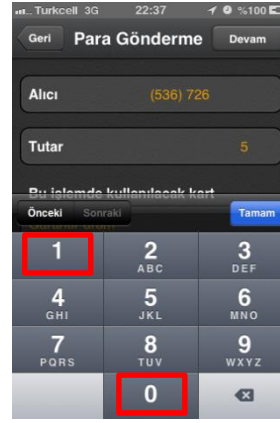 Turkcell 3G 22:37 %100
Geri Para Gönderme Devam
Alıcı (536) 726
Tutar 5
Bu işlemde kullanılacak kart
Önceki Sonraki Tamam
1 2 3
ABC DEF
4 5 6
GHI JKL MNO
7 8 9
PQRS TUV WXYZ
0